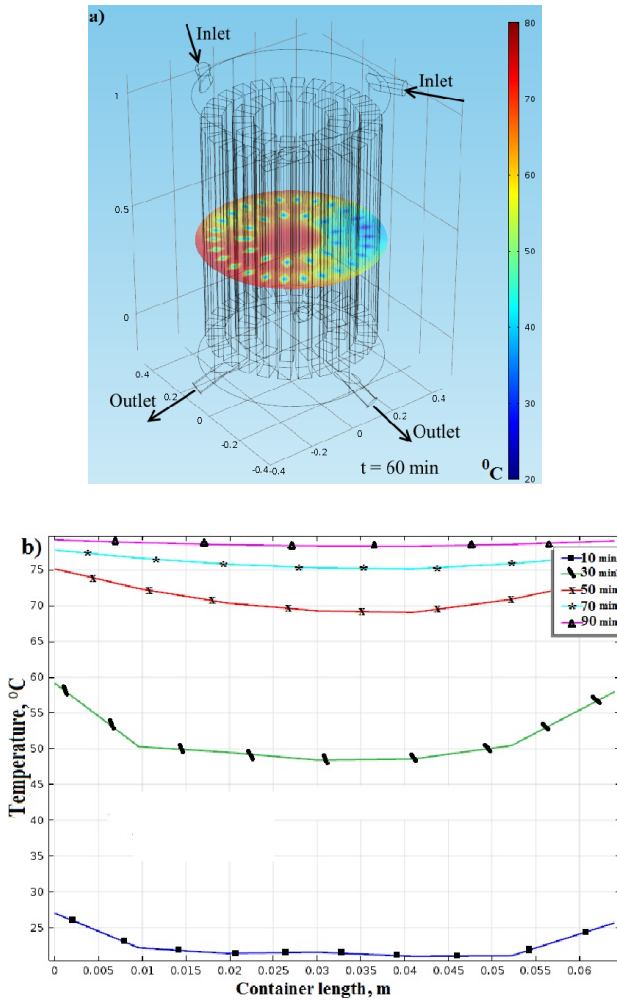 a)
80
Inlet
Inlet
1
70
60
0.5
50
40
0
0.4
0.4
30
0.2
0.2
Outlet
0
0
-0.2
-0.2
Outlet
-0.4
-0.4
t = 60 min
⁰C
20
b)
10 min
30 min
50 min
70 min
90 min
75
70
65
60
55
50
45
40
35
30
25
Temperature, ⁰C
0
0.005
0.01
0.015
0.02
0.025
0.03
0.035
0.04
0.045
0.05
0.055
0.06
Container length, m